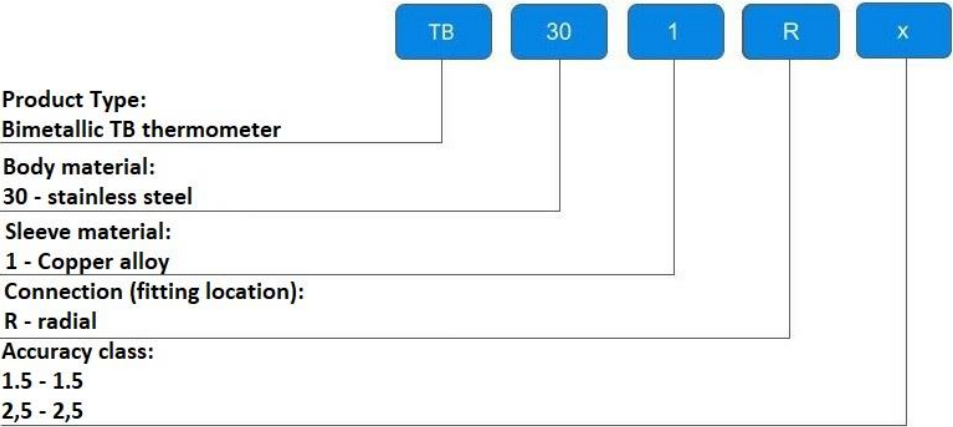 TB 30 1 R x
Product Type:
Bimetallic TB thermometer
Body material:
30 - stainless steel
Sleeve material:
1 - Copper alloy
Connection (fitting location):
R - radial
Accuracy class:
1.5 - 1.5
2,5 - 2,5